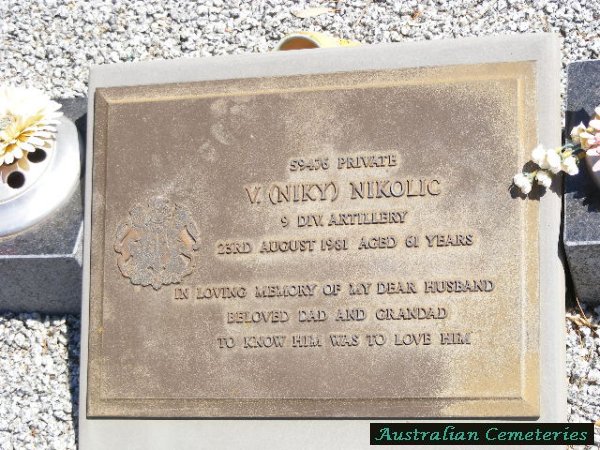 59476 PRIVATE
V. (NIKY) NIKOLIC
9 DIV. ARTILLERY
23RD AUGUST 1981 AGED 61 YEARS
IN LOVING MEMORY OF MY DEAR HUSBAND
BELOVED DAD AND GRANDAD
TO KNOW HIM WAS TO LOVE HIM
Australian Cemeteries